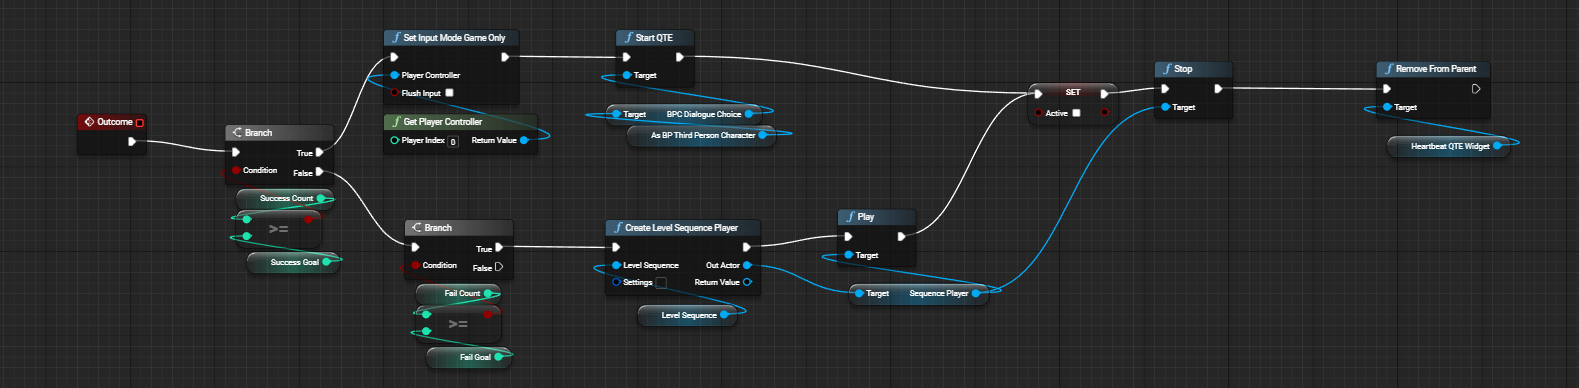 Outcome
Branch
True
Condition
False
Success Count
>=
Success Goal
Set Input Mode Game Only
Player Controller
Flush Input
Get Player Controller
Player Index 0 Return Value
Branch
True
Condition
False
Fail Count
>=
Fail Goal
Start QTE
Target
Target BPC Dialogue Choice
As BP Third Person Character
Create Level Sequence Player
Level Sequence Out Actor
Settings Return Value
Level Sequence
Play
Target
Target Sequence Player
SET
Active
Stop
Target
Remove From Parent
Target
Heartbeat QTE Widget